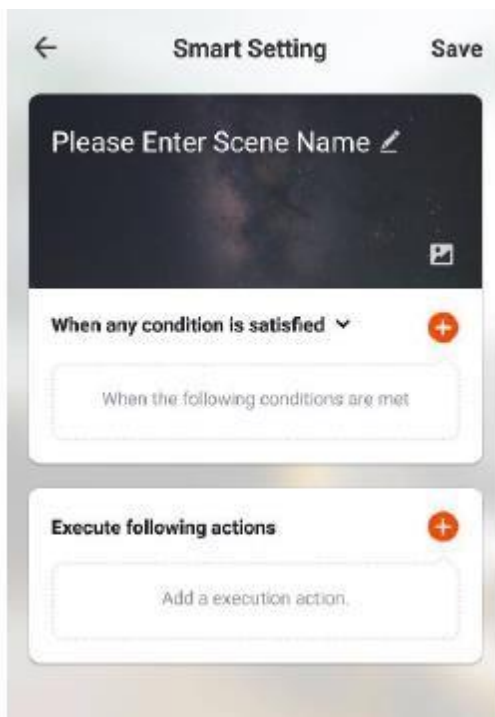 Smart Setting Save
Please Enter Scene Name
When any condition is satisfied
When the following conditions are met
Execute following actions
Add a execution action.